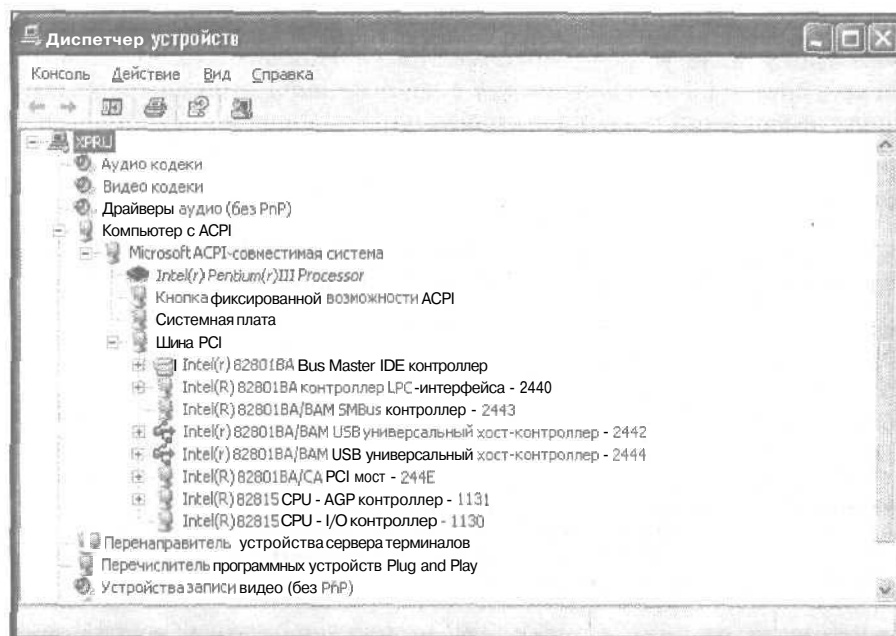 Диспетчер устройств
Консоль Действие Вид Справка
XPRU
Аудио кодеки
Видео кодеки
Драйверы аудио (без PnP)
Компьютер с ACPI
Microsoft ACPI-совместимая система
Intel(r) Pentium(r)III Processor
Кнопка фиксированной возможности ACPI
Системная плата
Шина PCI
Intel(r) 82801BA Bus Master IDE контроллер
Intel(R) 82801BA контроллер LPC-интерфейса - 2440
Intel(R) 82801BA/BAM SMBus контроллер - 2443
Intel(r) 82801BA/BAM USB универсальный хост-контроллер - 2442
Intel(r) 82801BA/BAM USB универсальный хост-контроллер - 2444
Intel(R) 82801BA/CA PCI мост - 244E
Intel(R) 82815 CPU - AGP контроллер - 1131
Intel(R) 82815 CPU - I/O контроллер - 1130
Перенаправитель устройства сервера терминалов
Перечислитель программных устройств Plug and Play
Устройства записи видео (без PnP)